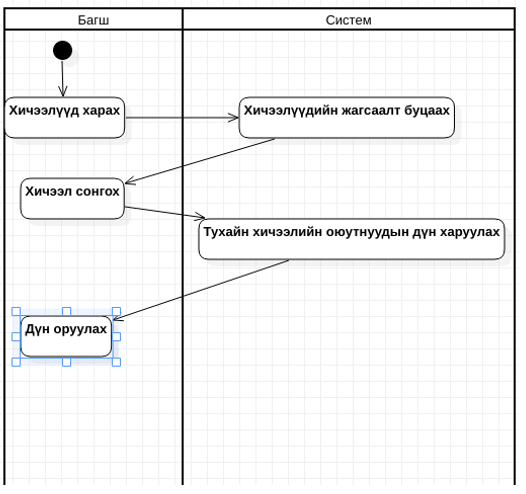 Багш
Систем
Хичээлүүд харах
Хичээлүүдийн жагсаалт буцаах
Хичээл сонгох
Тухайн хичээлийн оюутнуудын дүн харуулах
Дүн оруулах